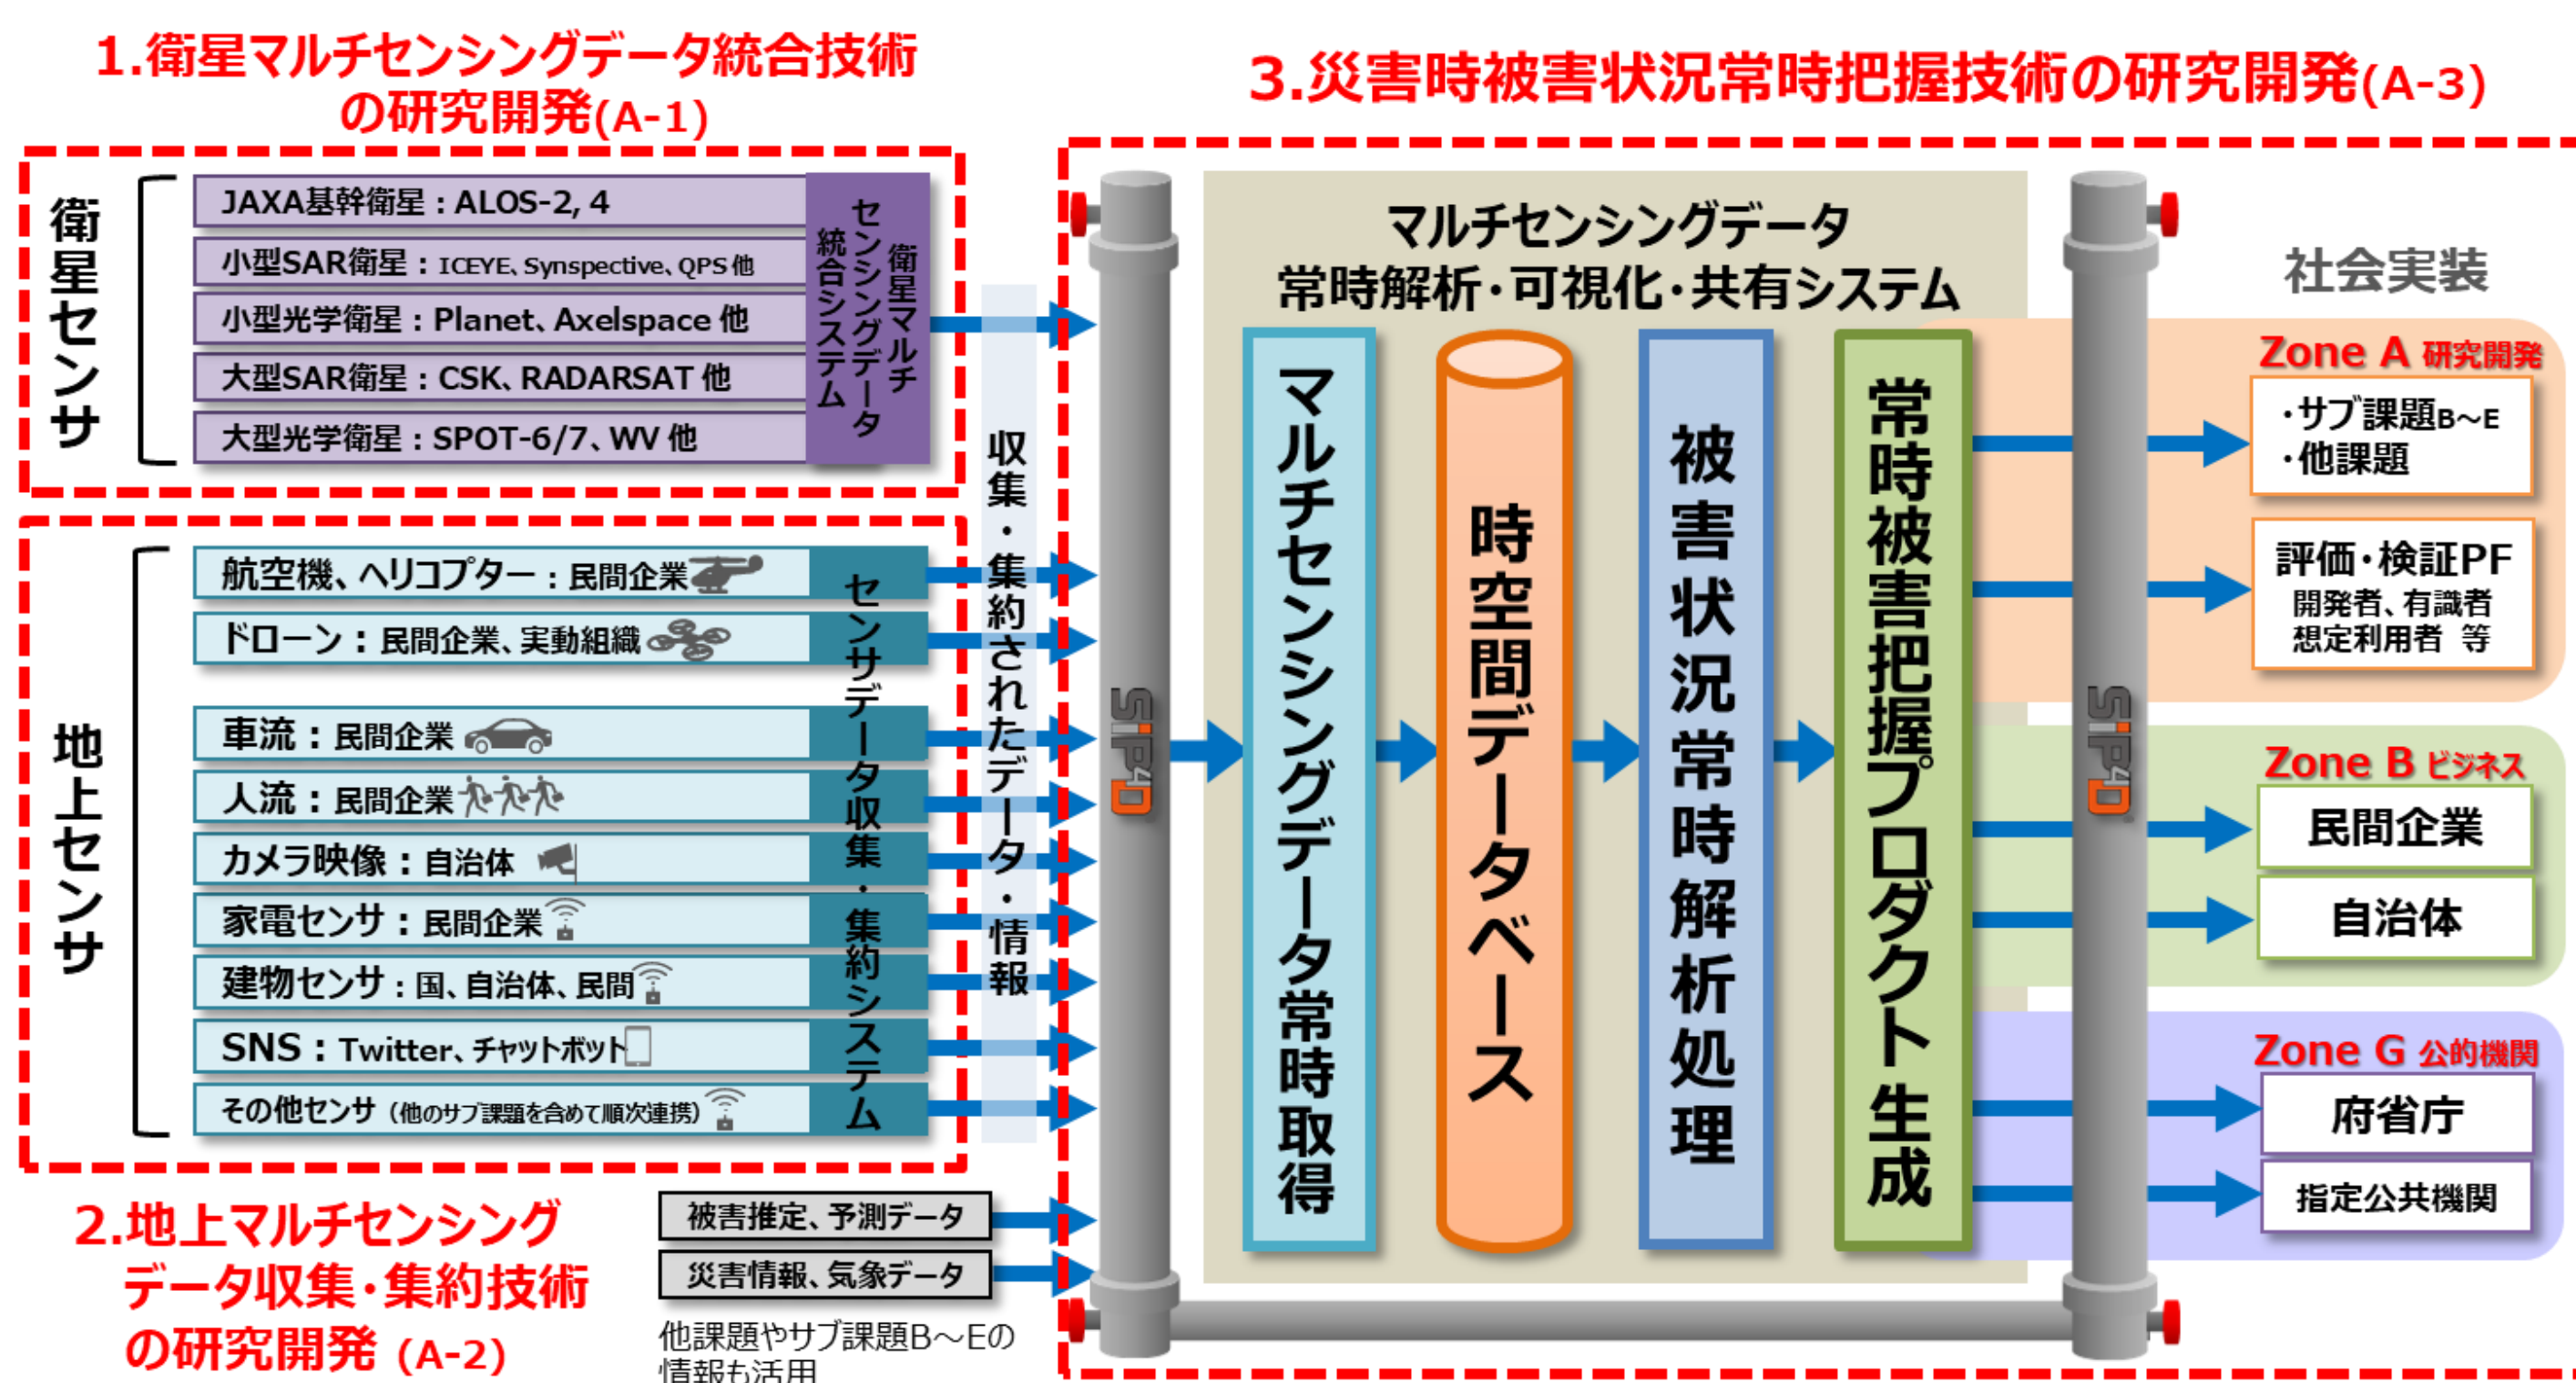 1.衛星マルチセンシングデータ統合技術
の研究開発(A-1)
衛星センサ
JAXA基幹衛星：ALOS-2, 4
小型SAR衛星：ICEYE、Synspective、QPS 他
小型光学衛星：Planet、Axelspace 他
大型SAR衛星：CSK、RADARSAT 他
大型光学衛星：SPOT-6/7、WV 他
衛星マルチ
センシングデータ
統合システム
地上センサ
航空機、ヘリコプター：民間企業
ドローン：民間企業、実動組織
車流：民間企業
人流：民間企業
カメラ映像：自治体
家電センサ：民間企業
建物センサ：国、自治体、民間
SNS：Twitter、チャットボット
その他センサ（他のサブ課題を含めて順次連携）
センサデータ収集・集約システム
2.地上マルチセンシング
データ収集・集約技術
の研究開発 (A-2)
収集・集約されたデータ・情報
被害推定、予測データ
災害情報、気象データ
他課題やサブ課題B～Eの
情報も活用
3.災害時被害状況常時把握技術の研究開発(A-3)
SIP4D
マルチセンシングデータ
常時解析・可視化・共有システム
マルチセンシングデータ常時取得
時空間データベース
被害状況常時解析処理
常時被害把握プロダクト生成
SIP4D
社会実装
Zone A 研究開発
・サブ課題B～E
・他課題
評価・検証PF
開発者、有識者
想定利用者 等
Zone B ビジネス
民間企業
自治体
Zone G 公的機関
府省庁
指定公共機関